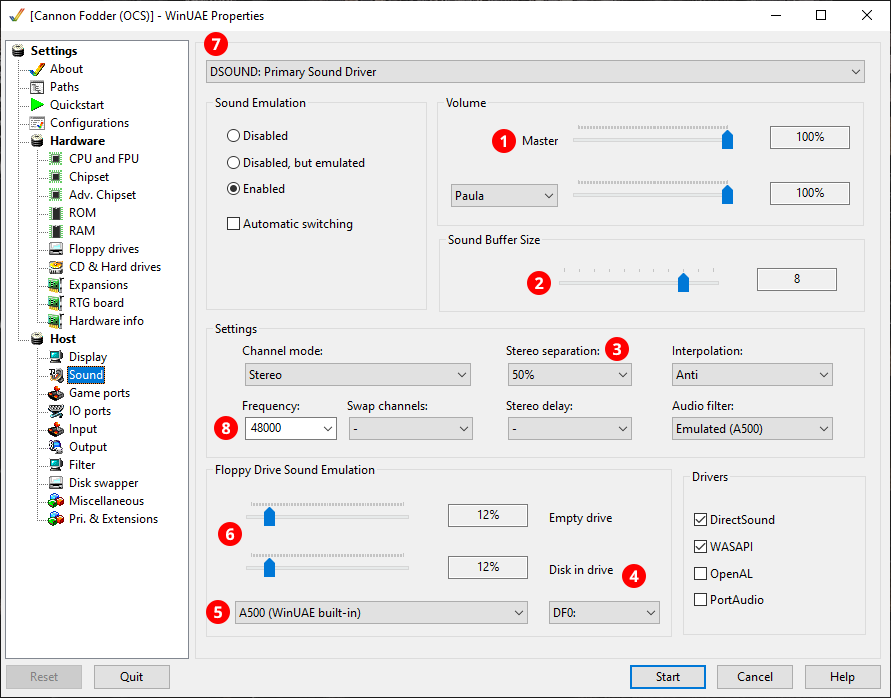 [Cannon Fodder (OCS)] - WinUAE Properties
Settings
About
Paths
Quickstart
Configurations
Hardware
CPU and FPU
Chipset
Adv. Chipset
ROM
RAM
Floppy drives
CD & Hard drives
Expansions
RTG board
Hardware info
Host
Display
Sound
Game ports
IO ports
Input
Output
Filter
Disk swapper
Miscellaneous
Pri. & Extensions
7
DSOUND: Primary Sound Driver
Sound Emulation
Disabled
Disabled, but emulated
Enabled
Automatic switching
Volume
1 Master 100%
Paula 100%
Sound Buffer Size
2 8
Settings
Channel mode: Stereo separation: 3 Interpolation:
Stereo 50% Anti
Frequency: Swap channels: Stereo delay: Audio filter:
8 48000 - - Emulated (A500)
Floppy Drive Sound Emulation
12% Empty drive
6
12% Disk in drive 4
5 A500 (WinUAE built-in) DF0:
Drivers
DirectSound
WASAPI
OpenAL
PortAudio
Reset Quit Start Cancel Help